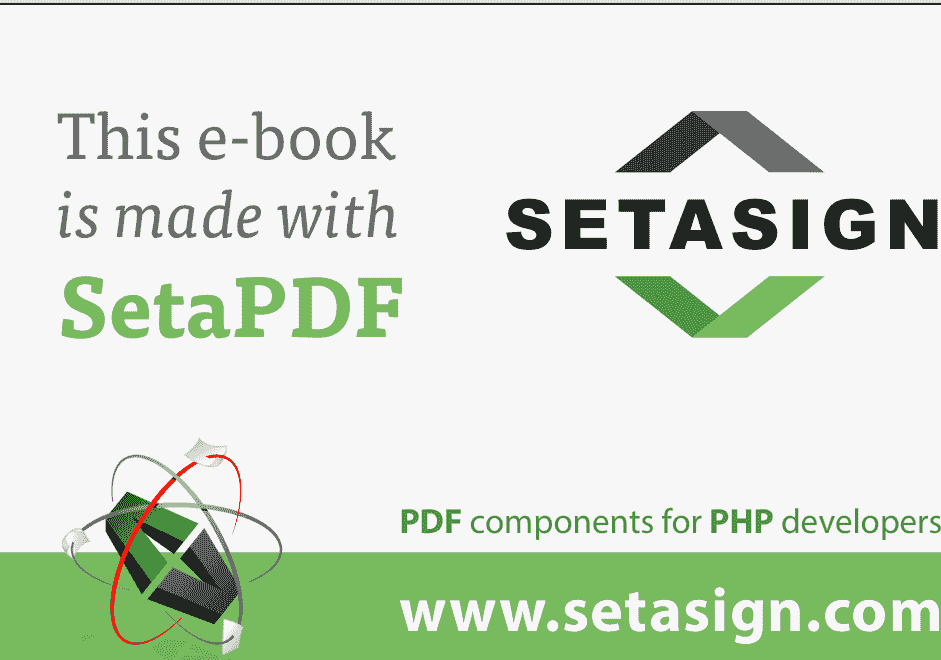 This e-book
is made with
SetaPDF
SETASIGN
PDF components for PHP developers
www.setasign.com